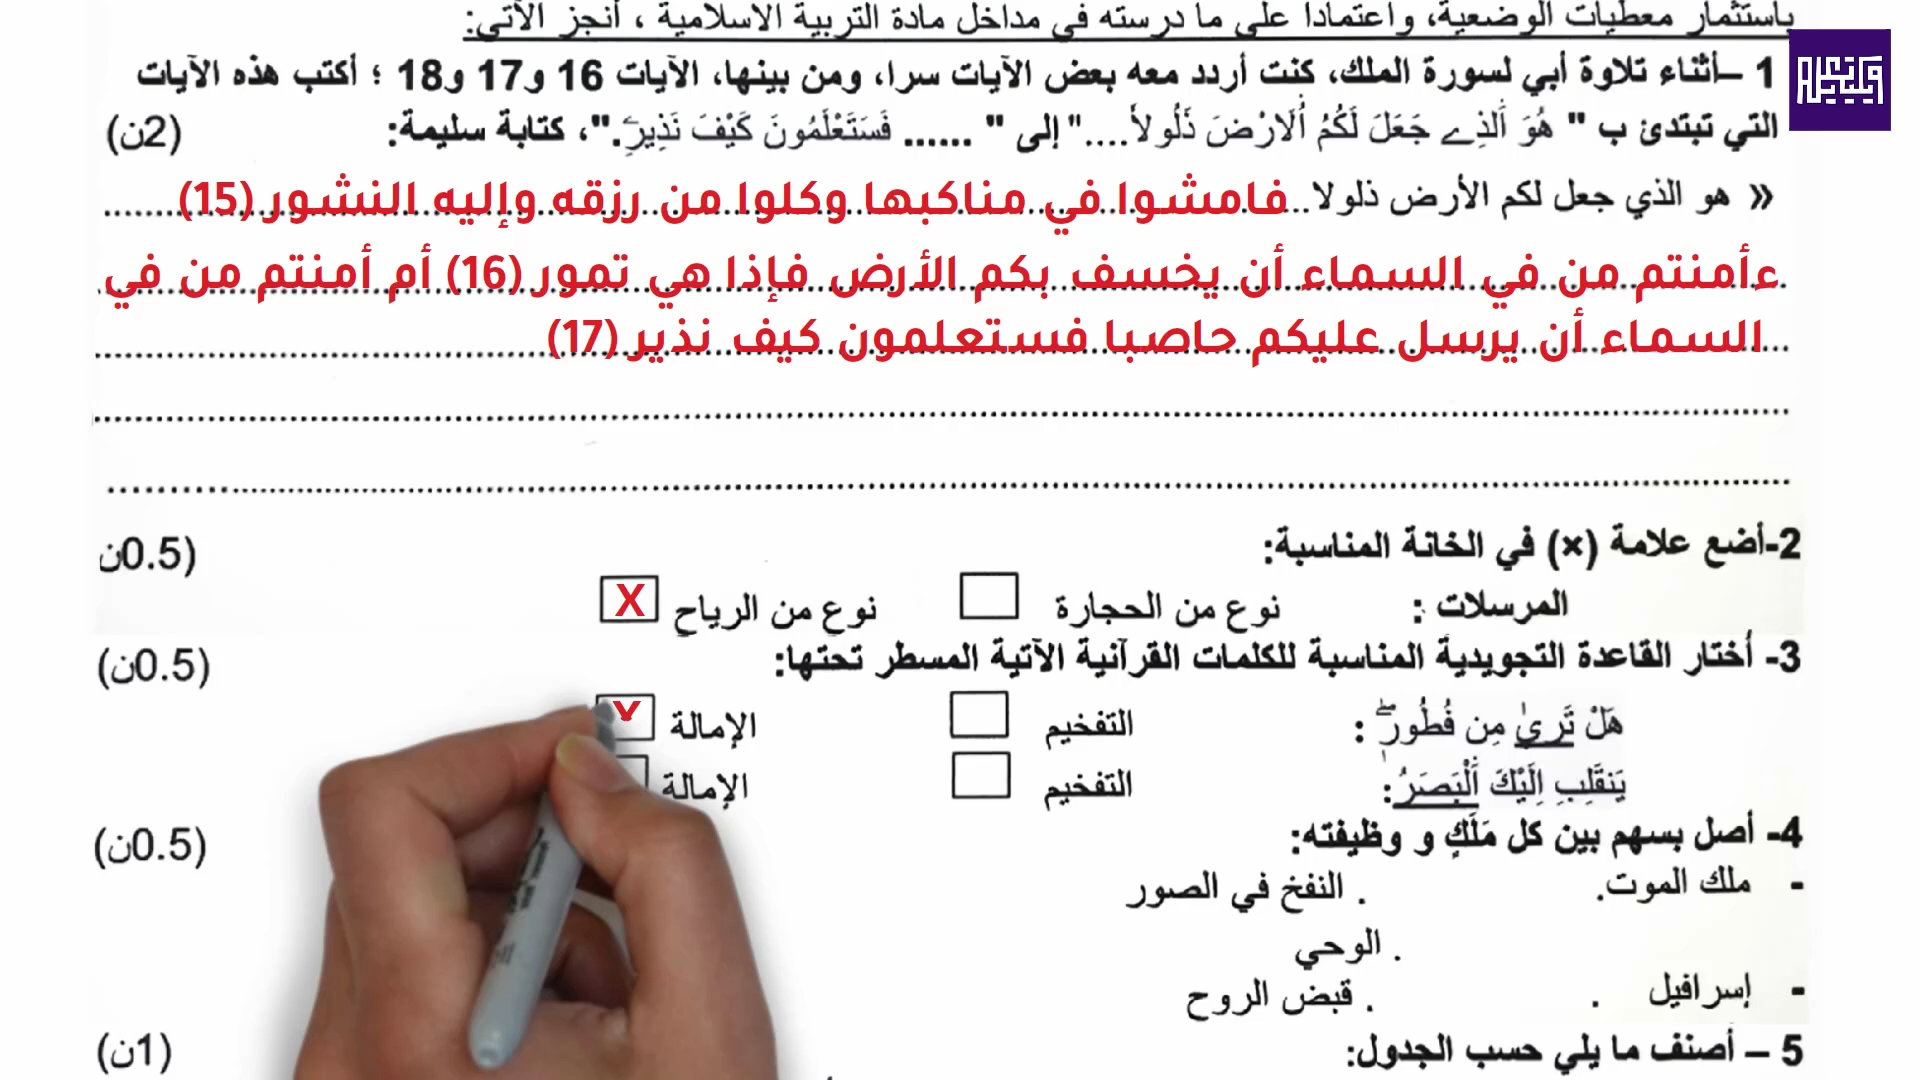 باستثمار معطيات الوضعية، واعتمادا على ما درسته في مداخل مادة التربية الاسلامية ، أنجز الآتي:
1 –أثناء تلاوة أبي لسورة الملك، كنت أردد معه بعض الآيات سرا، ومن بينها، الآيات 16 و17 و18 ؛ أكتب هذه الآيات
التي تبتدئ ب " هُوَ اَلذِے جَعَلَ لَكُمُ اُلَارْضَ ذَلُولاٗ...." إلى " ...... فَسَتَعْلَمُونَ كَيْفَ نَذِيرِۦ."، كتابة سليمة: (2ن)
« هو الذي جعل لكم الأرض ذلولا فامشوا في مناكبها وكلوا من رزقه وإليه النشور (15)
ءأمنتم من في السماء أن يخسف بكم الأرض فإذا هي تمور (16) أم أمنتم من في
السماء أن يرسل عليكم حاصبا فستعلمون كيف نذير (17)
2-أضع علامة (×) في الخانة المناسبة: (0.5ن
المرسلات : نوع من الحجارة نوع من الرياح X
3- أختار القاعدة التجويدية المناسبة للكلمات القرآنية الآتية المسطر تحتها: (0.5ن)
هَلْ تَرىٰ مِن فُطُورٖ : التفخيم الإمالة
يَنقَلِبِ اِلَيْكَ اَلْبَصَرُ: التفخيم الإمالة
4- أصل بسهم بين كل مَلَكٍ و وظيفته: (0.5ن)
- ملك الموت. . النفخ في الصور
. الوحي
- إسرافيل . . قبض الروح
5 – أصنف ما يلي حسب الجدول: (1ن)